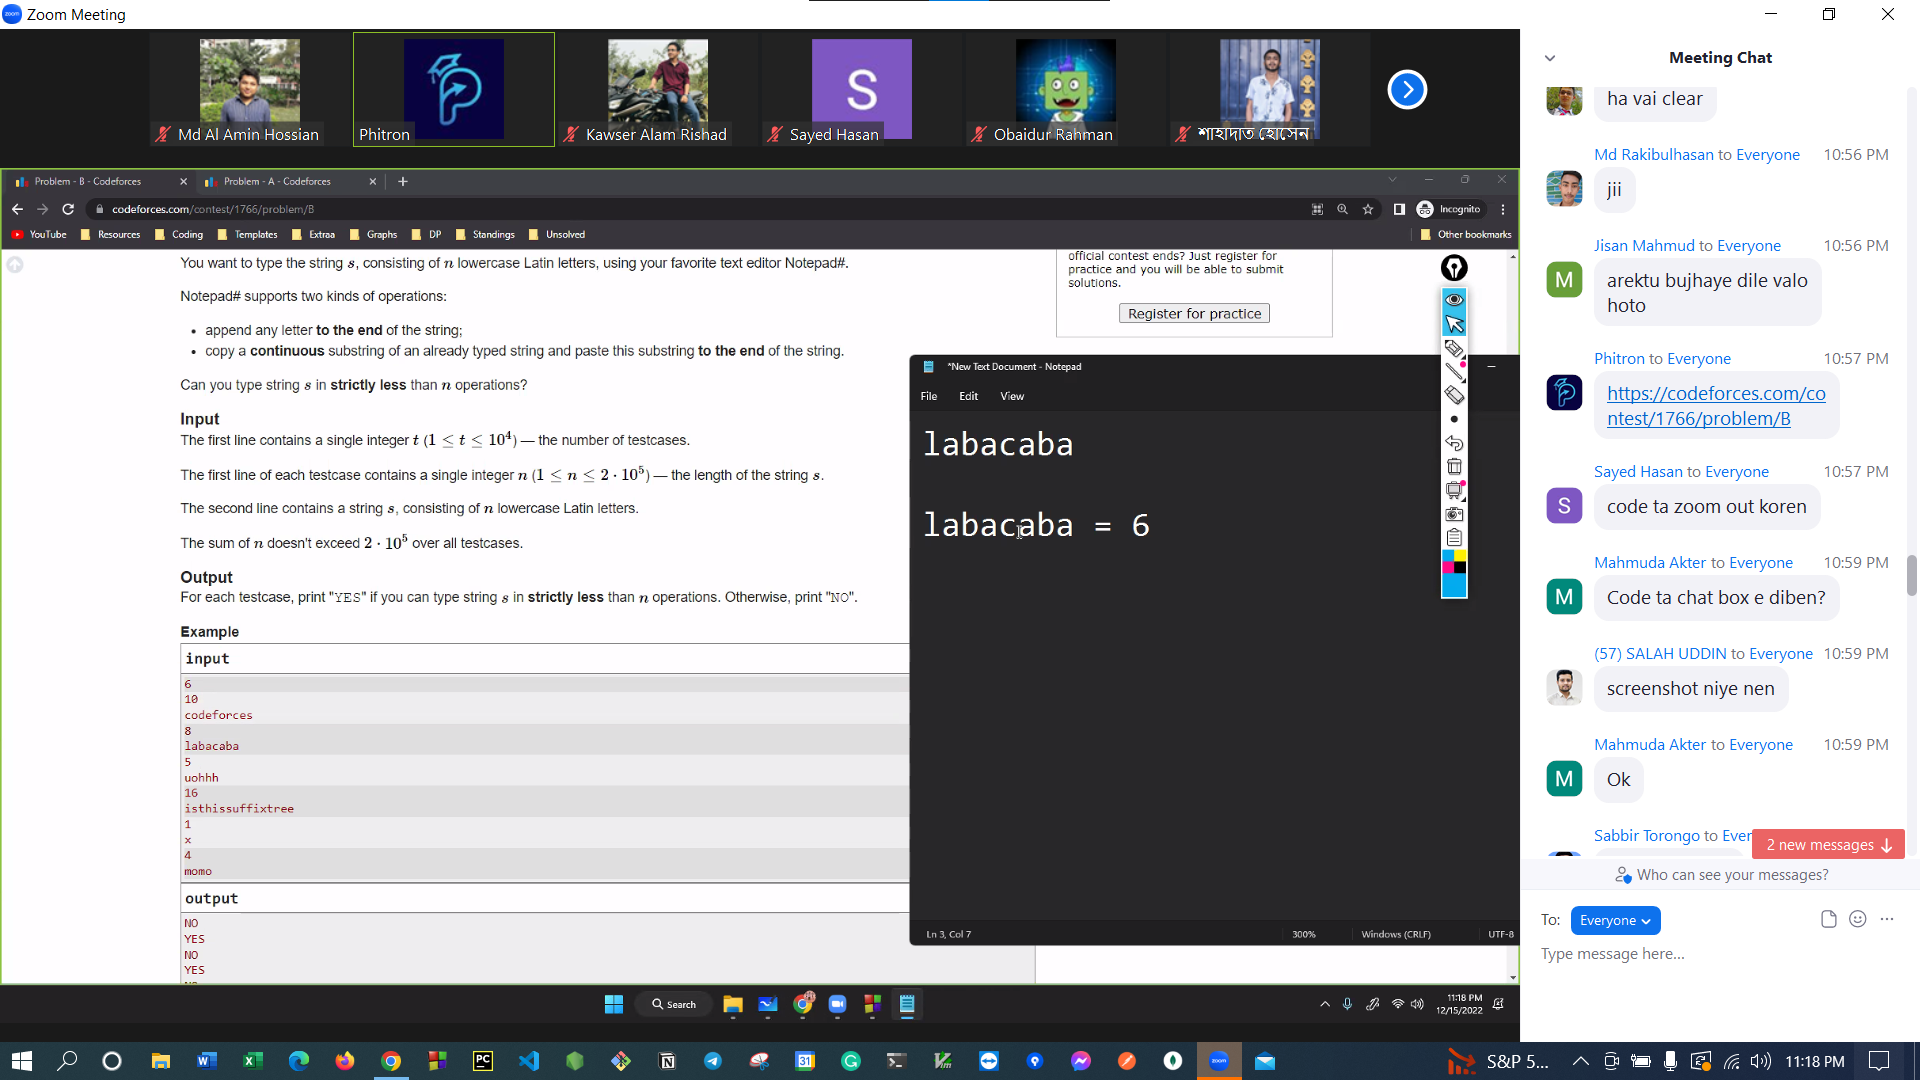 Zoom Meeting
Md Al Amin Hossian
Phitron
Kawser Alam Rishad
S
Sayed Hasan
Obaidur Rahman
শাহাদাত হোসেন
Problem - B - Codeforces
Problem - A - Codeforces
codeforces.com/contest/1766/problem/B
Incognito
YouTube
Resources
Coding
Templates
Extraa
Graphs
DP
Standings
Unsolved
Other bookmarks
You want to type the string s, consisting of n lowercase Latin letters, using your favorite text editor Notepad#.
Notepad# supports two kinds of operations:
• append any letter to the end of the string;
• copy a continuous substring of an already typed string and paste this substring to the end of the string.
Can you type string s in strictly less than n operations?
Input
The first line contains a single integer t (1 ≤ t ≤ 10⁴) — the number of testcases.
The first line of each testcase contains a single integer n (1 ≤ n ≤ 2 · 10⁵) — the length of the string s.
The second line contains a string s, consisting of n lowercase Latin letters.
The sum of n doesn't exceed 2 · 10⁵ over all testcases.
Output
For each testcase, print "YES" if you can type string s in strictly less than n operations. Otherwise, print "NO".
Example
input
6
10
codeforces
8
labacaba
5
uohhh
16
isthissuffixtree
1
x
4
momo
output
NO
YES
NO
YES
official contest ends? Just register for
practice and you will be able to submit
solutions.
Register for practice
*New Text Document - Notepad
File
Edit
View
labacaba
labacaba = 6
Ln 3, Col 7
300%
Windows (CRLF)
UTF-8
Search
11:18 PM
12/15/2022
Meeting Chat
ha vai clear
Md Rakibulhasan to Everyone 10:56 PM
jii
Jisan Mahmud to Everyone 10:56 PM
M
arektu bujhaye dile valo
hoto
Phitron to Everyone 10:57 PM
https://codeforces.com/co
ntest/1766/problem/B
Sayed Hasan to Everyone 10:57 PM
S
code ta zoom out koren
Mahmuda Akter to Everyone 10:59 PM
M
Code ta chat box e diben?
(57) SALAH UDDIN to Everyone 10:59 PM
screenshot niye nen
Mahmuda Akter to Everyone 10:59 PM
M
Ok
Sabbir Torongo to Ever
2 new messages
Who can see your messages?
To: Everyone
Type message here...
S&P 5...
11:18 PM